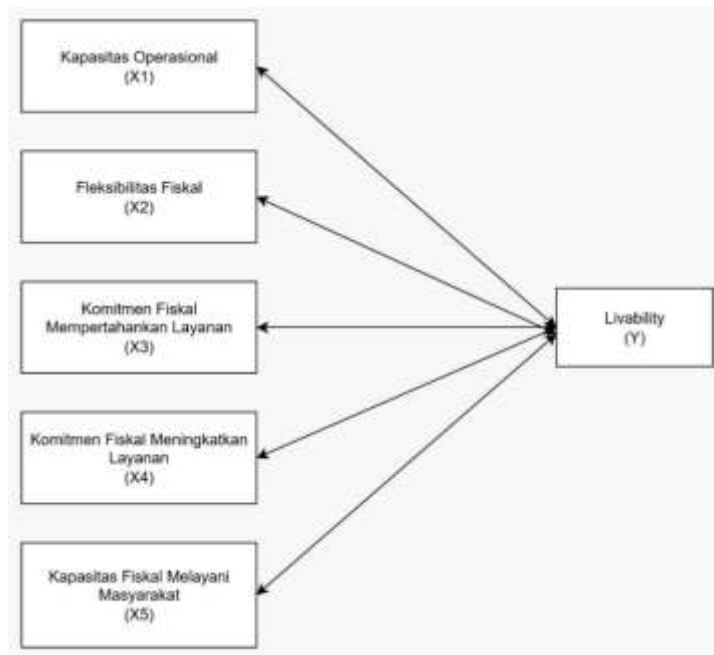 Kapasitas Operasional
(X1)
Fleksibilitas Fiskal
(X2)
Komitmen Fiskal
Mempertahankan Layanan
(X3)
Komitmen Fiskal Meningkatkan
Layanan
(X4)
Kapasitas Fiskal Melayani
Masyarakat
(X5)
Livability
(Y)